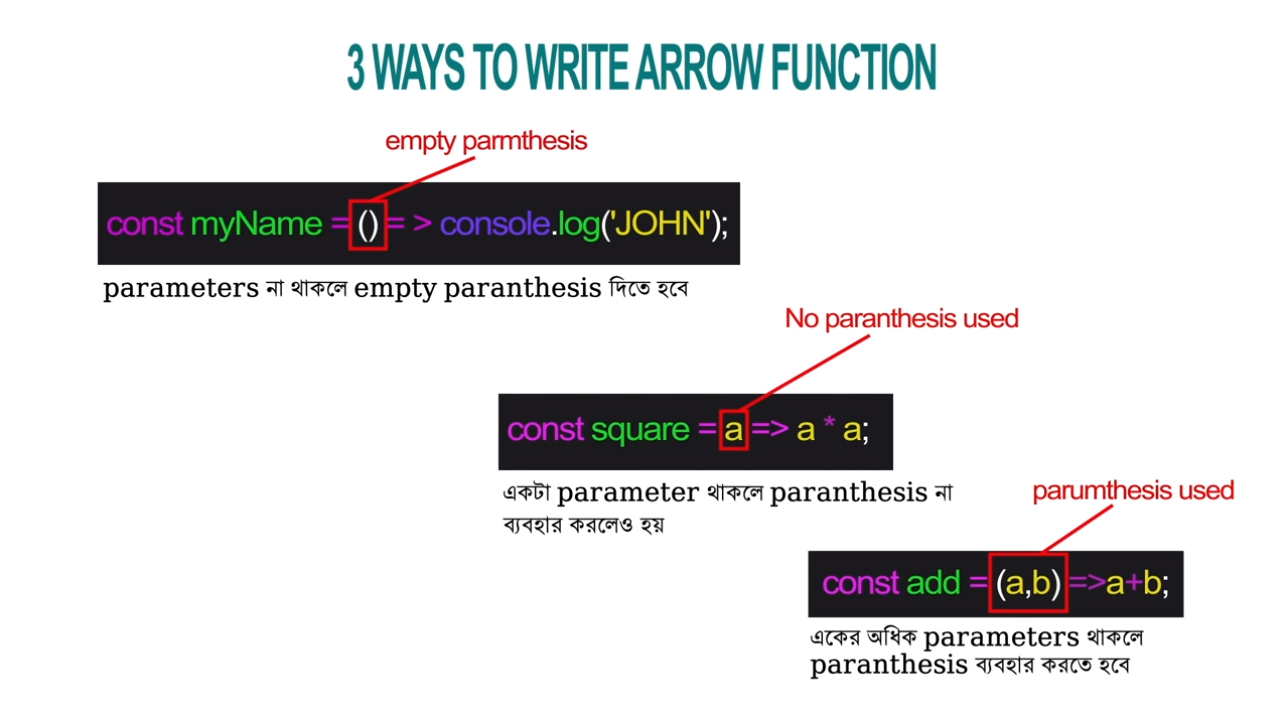 3 WAYS TO WRITE ARROW FUNCTION
empty parmthesis
const myName = () = > console.log('JOHN');
parameters না থাকলে empty paranthesis দিতে হবে
No paranthesis used
const square = a => a * a;
একটা parameter থাকলে paranthesis না
ব্যবহার করলেও হয়
parumthesis used
const add = (a,b) =>a+b;
একের অধিক parameters থাকলে
paranthesis ব্যবহার করতে হবে